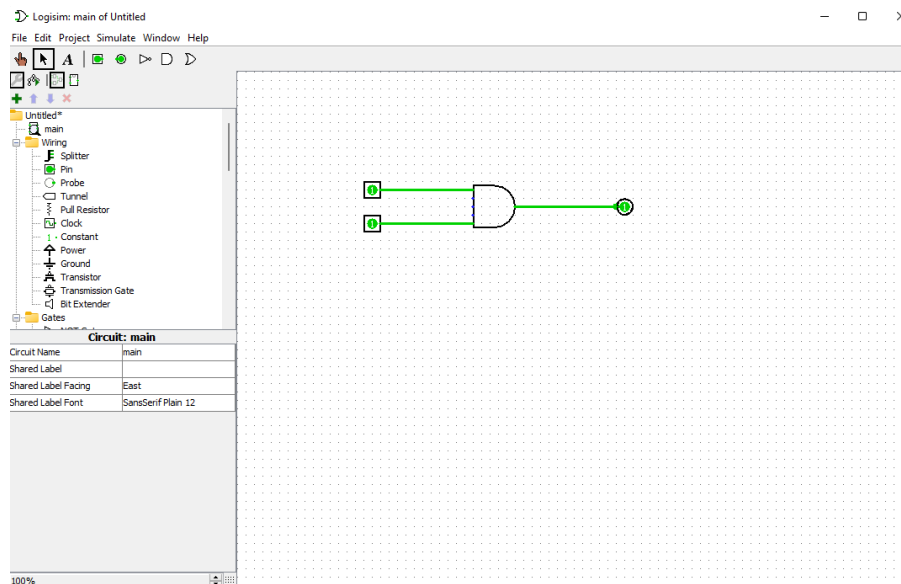 Logisim: main of Untitled
File Edit Project Simulate Window Help
A
Untitled*
main
Wiring
Splitter
Pin
Probe
Tunnel
Pull Resistor
Clock
1 Constant
Power
Ground
Transistor
Transmission Gate
Bit Extender
Gates
Circuit: main
Circuit Name main
Shared Label
Shared Label Facing East
Shared Label Font SansSerif Plain 12
100%
1
1
1